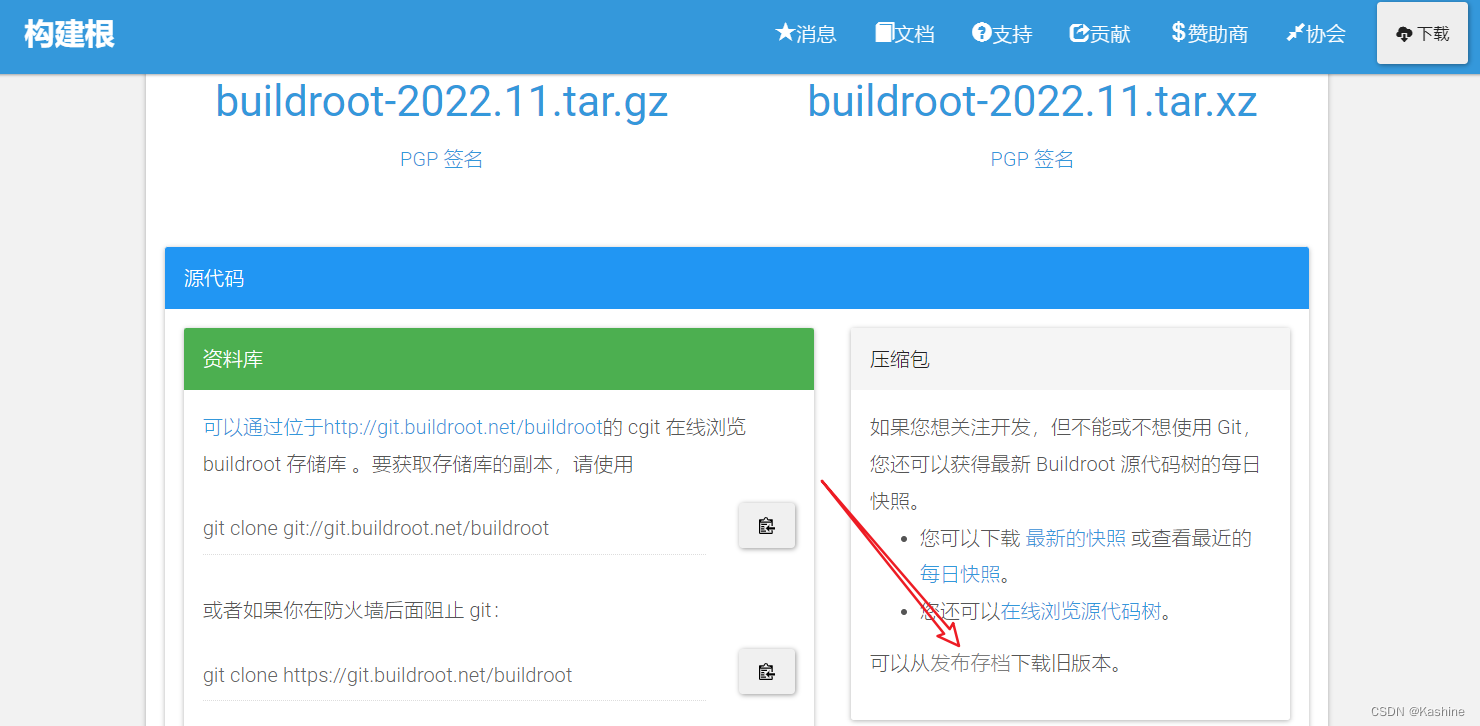 构建根
消息
文档
支持
贡献
$赞助商
协会
下载
buildroot-2022.11.tar.gz
buildroot-2022.11.tar.xz
PGP 签名
PGP 签名
源代码
资料库
可以通过位于http://git.buildroot.net/buildroot的 cgit 在线浏览
buildroot 存储库 。要获取存储库的副本，请使用
git clone git://git.buildroot.net/buildroot
或者如果你在防火墙后面阻止 git：
git clone https://git.buildroot.net/buildroot
压缩包
如果您想关注开发，但不能或不想使用 Git，
您还可以获得最新 Buildroot 源代码树的每日
快照。
• 您可以下载 最新的快照 或查看最近的
每日快照。
• 您还可以在线浏览源代码树。
可以从发布存档下载旧版本。
CSDN @Kashine